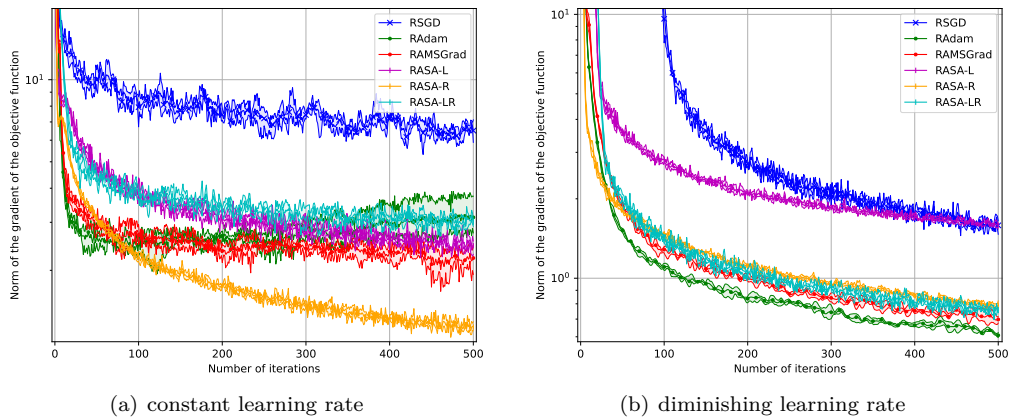 Norm of the gradient of the objective function
10¹
RSGD
RAdam
RAMSGrad
RASA-L
RASA-R
RASA-LR
0 100 200 300 400 500
Number of iterations
(a) constant learning rate
Norm of the gradient of the objective function
10¹
10⁰
RSGD
RAdam
RAMSGrad
RASA-L
RASA-R
RASA-LR
0 100 200 300 400 500
Number of iterations
(b) diminishing learning rate